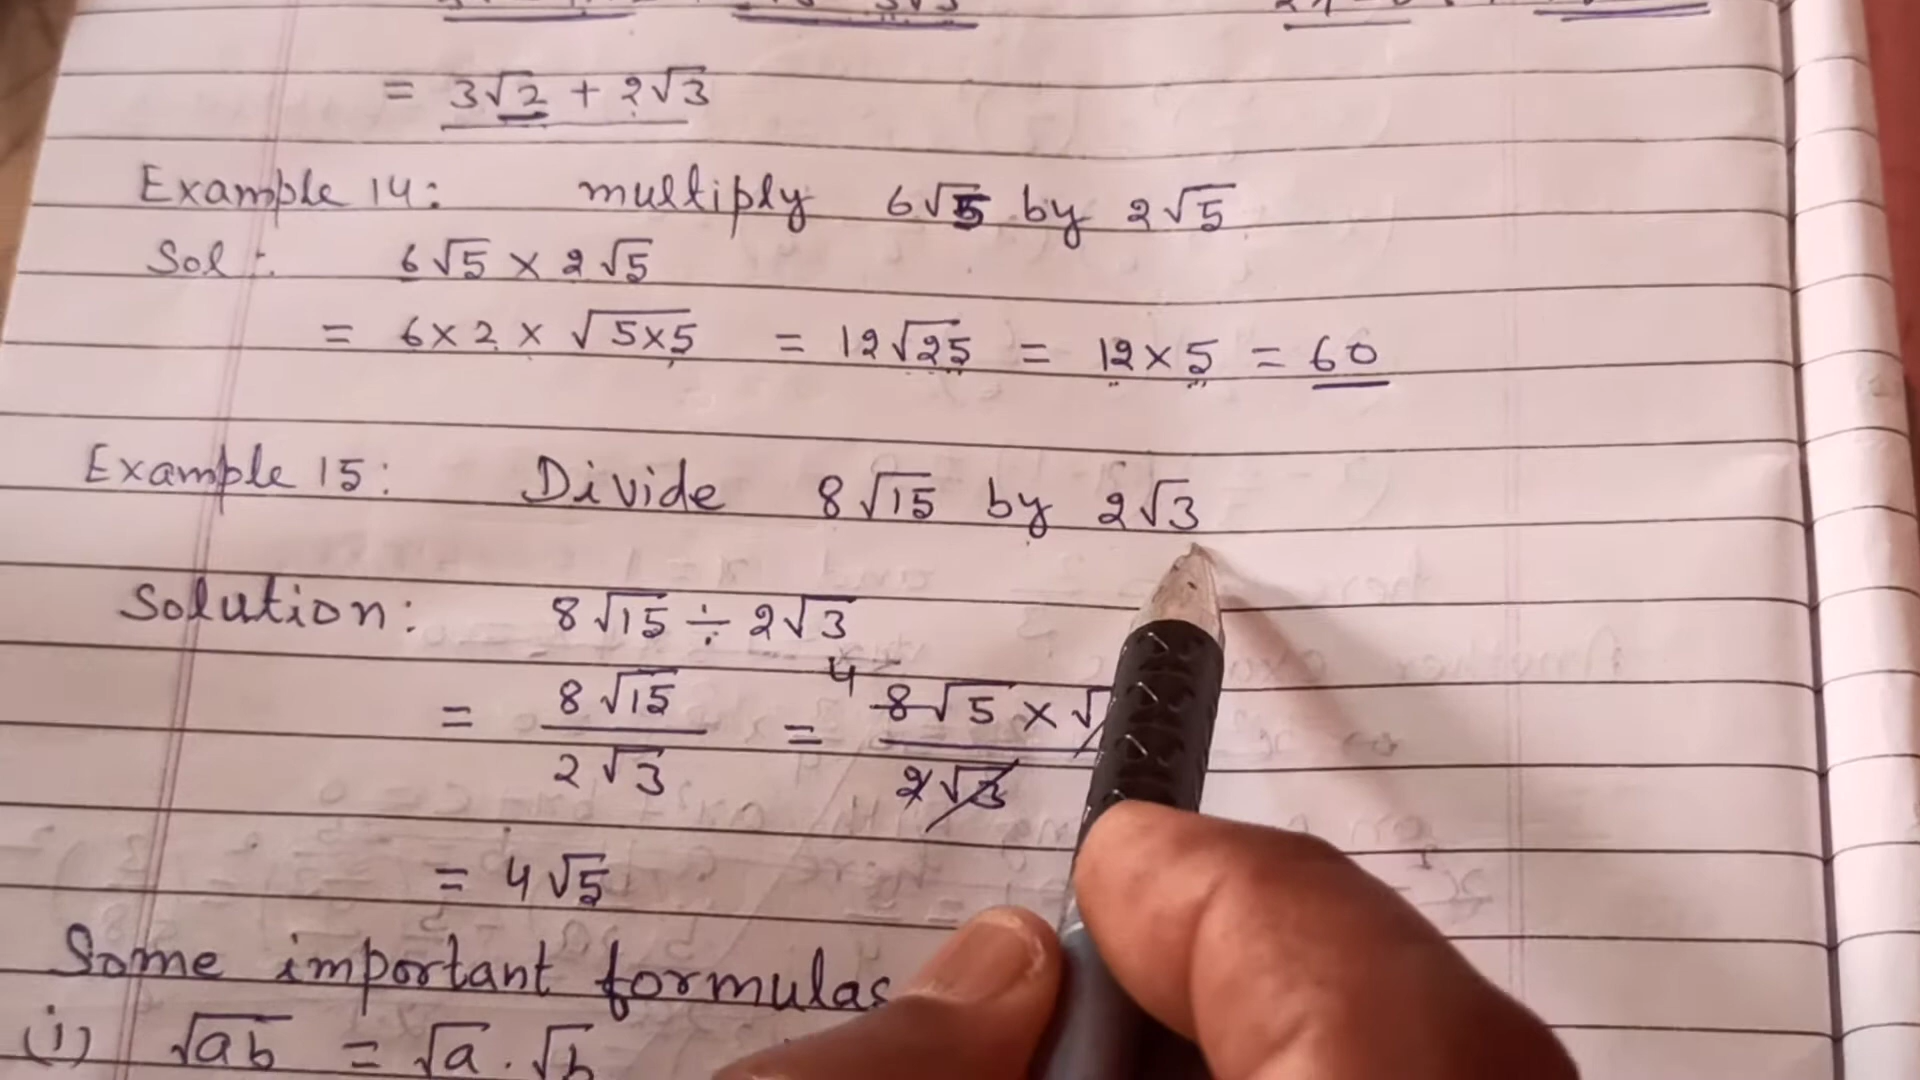 = 3√2 + 2√3
Example 14: multiply 6√5 by 2√5
Sol: 6√5 × 2√5
= 6×2 × √5×5 = 12√25 = 12×5 = 60
Example 15: Divide 8√15 by 2√3
Solution: 8√15 ÷ 2√3
= 8√15 / 2√3 = 4 8√5 × √ / 2√3
= 4√5
Some important formulas
(i) √ab = √a . √b